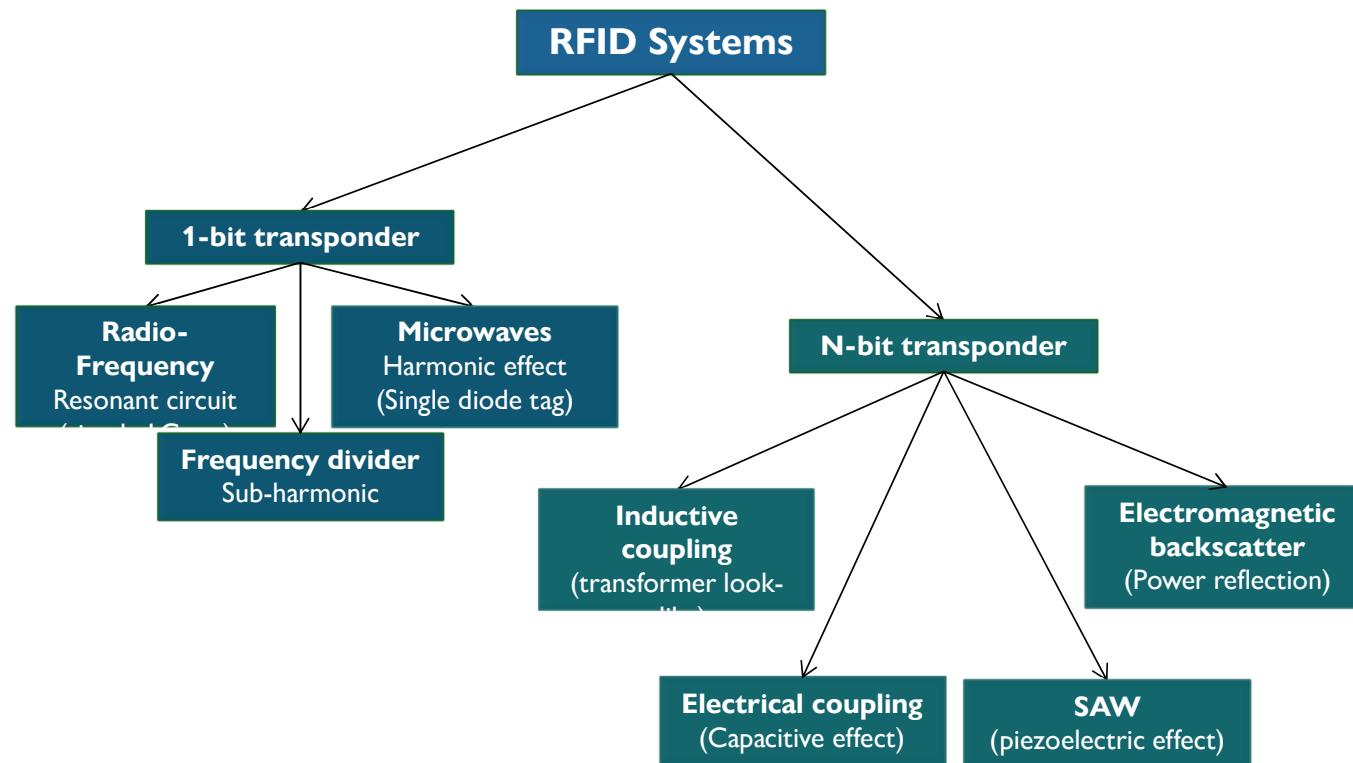 RFID Systems
1-bit transponder
Radio-
Frequency
Resonant circuit
Microwaves
Harmonic effect
(Single diode tag)
Frequency divider
Sub-harmonic
N-bit transponder
Inductive
coupling
(transformer look-
Electromagnetic
backscatter
(Power reflection)
Electrical coupling
(Capacitive effect)
SAW
(piezoelectric effect)